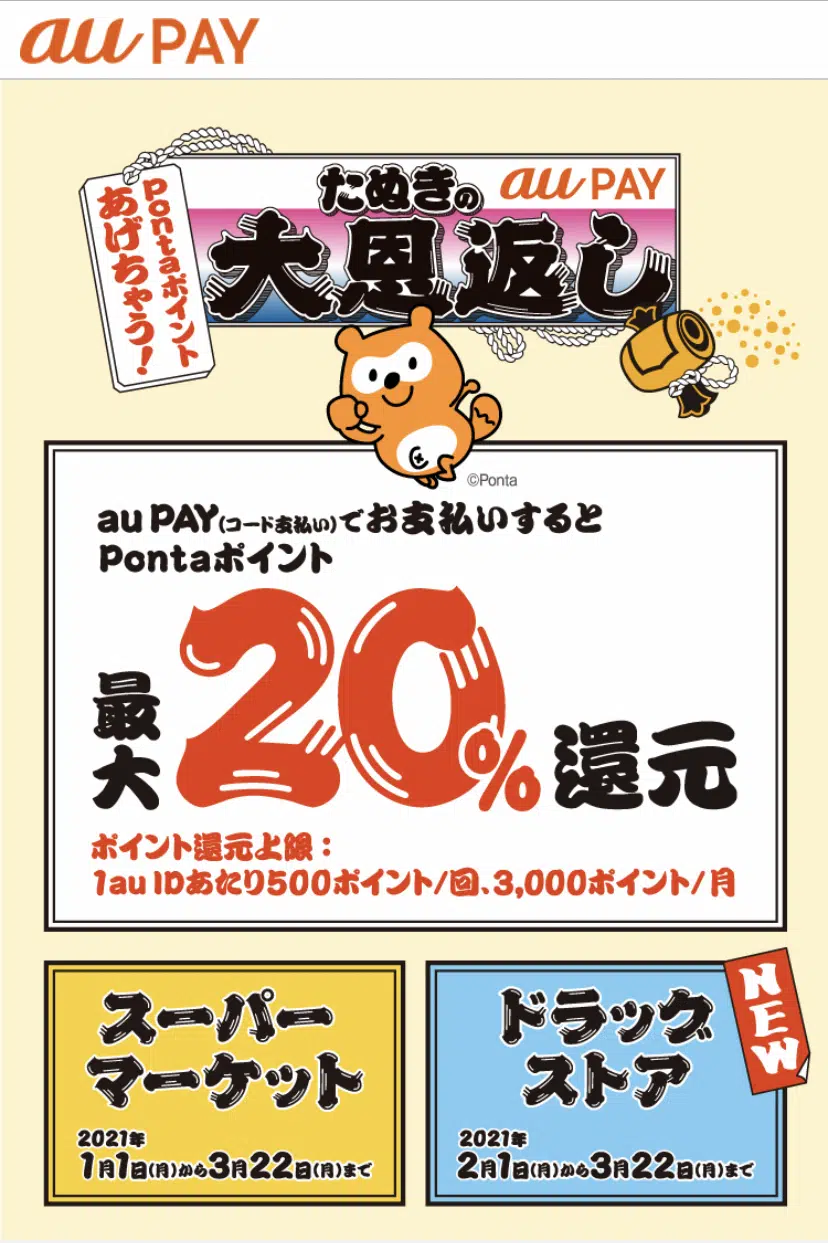 au PAY
Pontaポイント
あげちゃう!
たぬきの
au PAY
大恩返し
©Ponta
au PAY(コード支払い)でお支払いすると
Pontaポイント
最大20%還元
ポイント還元上限:
1au IDあたり500ポイント/回、3,000ポイント/月
スーパー
マーケット
2021年
1月1日(月)から3月22日(月)まで
NEW
ドラッグ
ストア
2021年
2月1日(月)から3月22日(月)まで